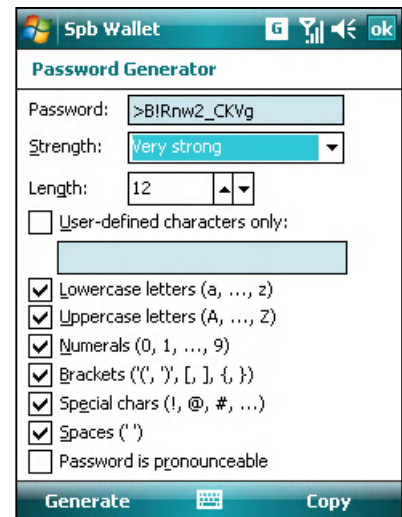 Spb Wallet G ok
Password Generator
Password: >B!Rnw2_CKVg
Strength: Very strong
Length: 12
User-defined characters only:
Lowercase letters (a, ..., z)
Uppercase letters (A, ..., Z)
Numerals (0, 1, ..., 9)
Brackets ('(', ')', [, ], {, })
Special chars (!, @, #, ...)
Spaces (' ')
Password is pronounceable
Generate Copy